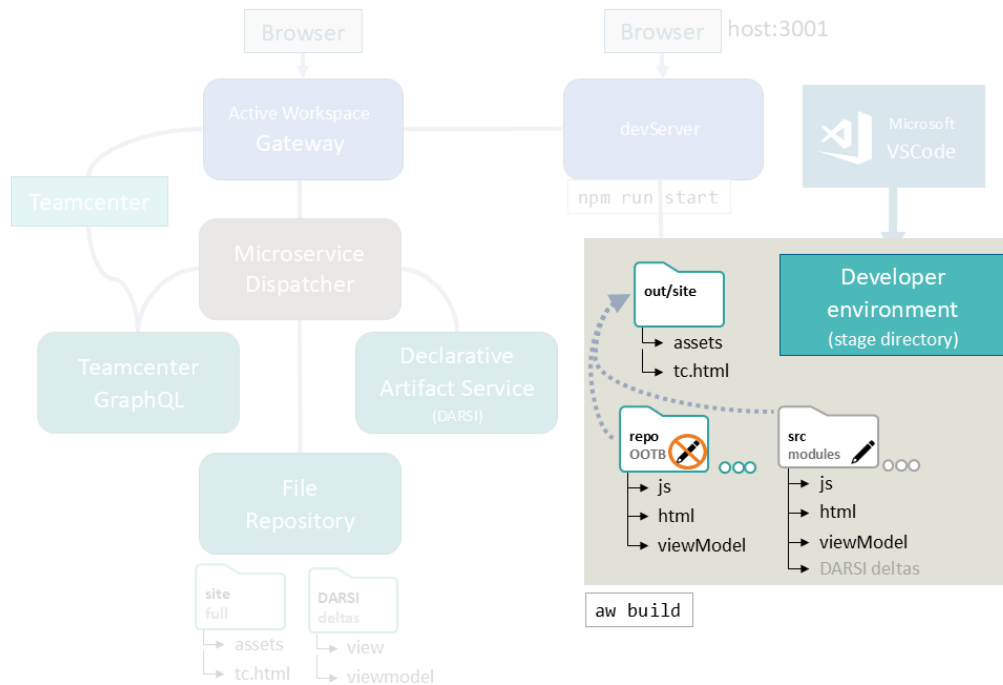 Browser
Browser
host:3001
Active Workspace
Gateway
devServer
Microsoft
VSCode
Teamcenter
npm run start
Microservice
Dispatcher
Developer
environment
(stage directory)
out/site
assets
tc.html
Teamcenter
GraphQL
Declarative
Artifact Service
(DARSI)
repo
OOTB
js
html
viewModel
src
modules
js
html
viewModel
DARSI deltas
File
Repository
aw build
site
full
assets
tc.html
DARSI
deltas
view
viewmodel